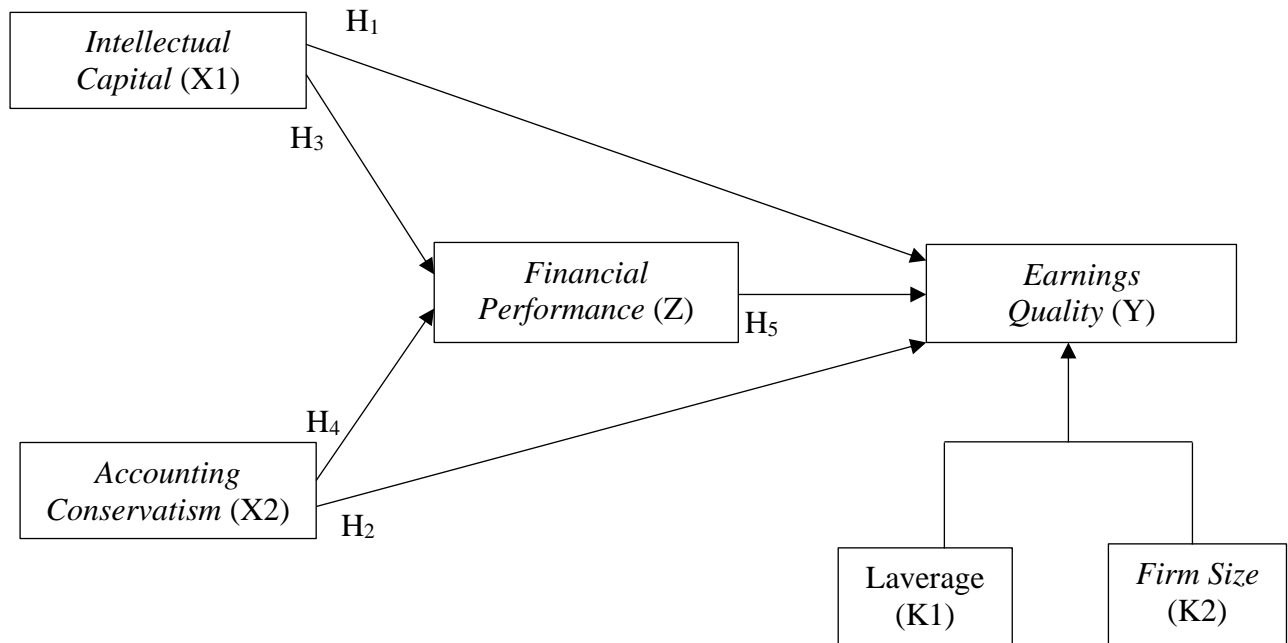 Intellectual
Capital (X1)
H₁
H₃
Financial
Performance (Z)
H₅
Earnings
Quality (Y)
H₄
Accounting
Conservatism (X2)
H₂
Laverage
(K1)
Firm Size
(K2)